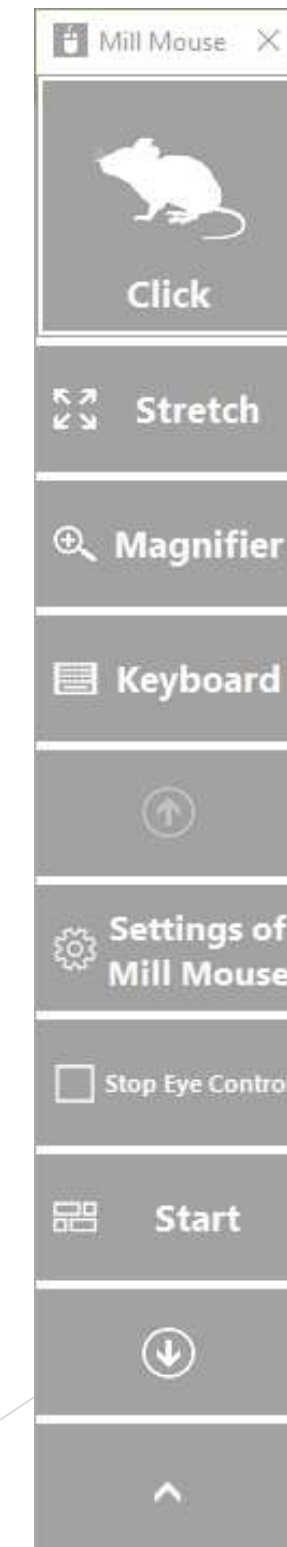 Mill Mouse
Click
Stretch
Magnifier
Keyboard
Settings of
Mill Mouse
Stop Eye Contro
Start